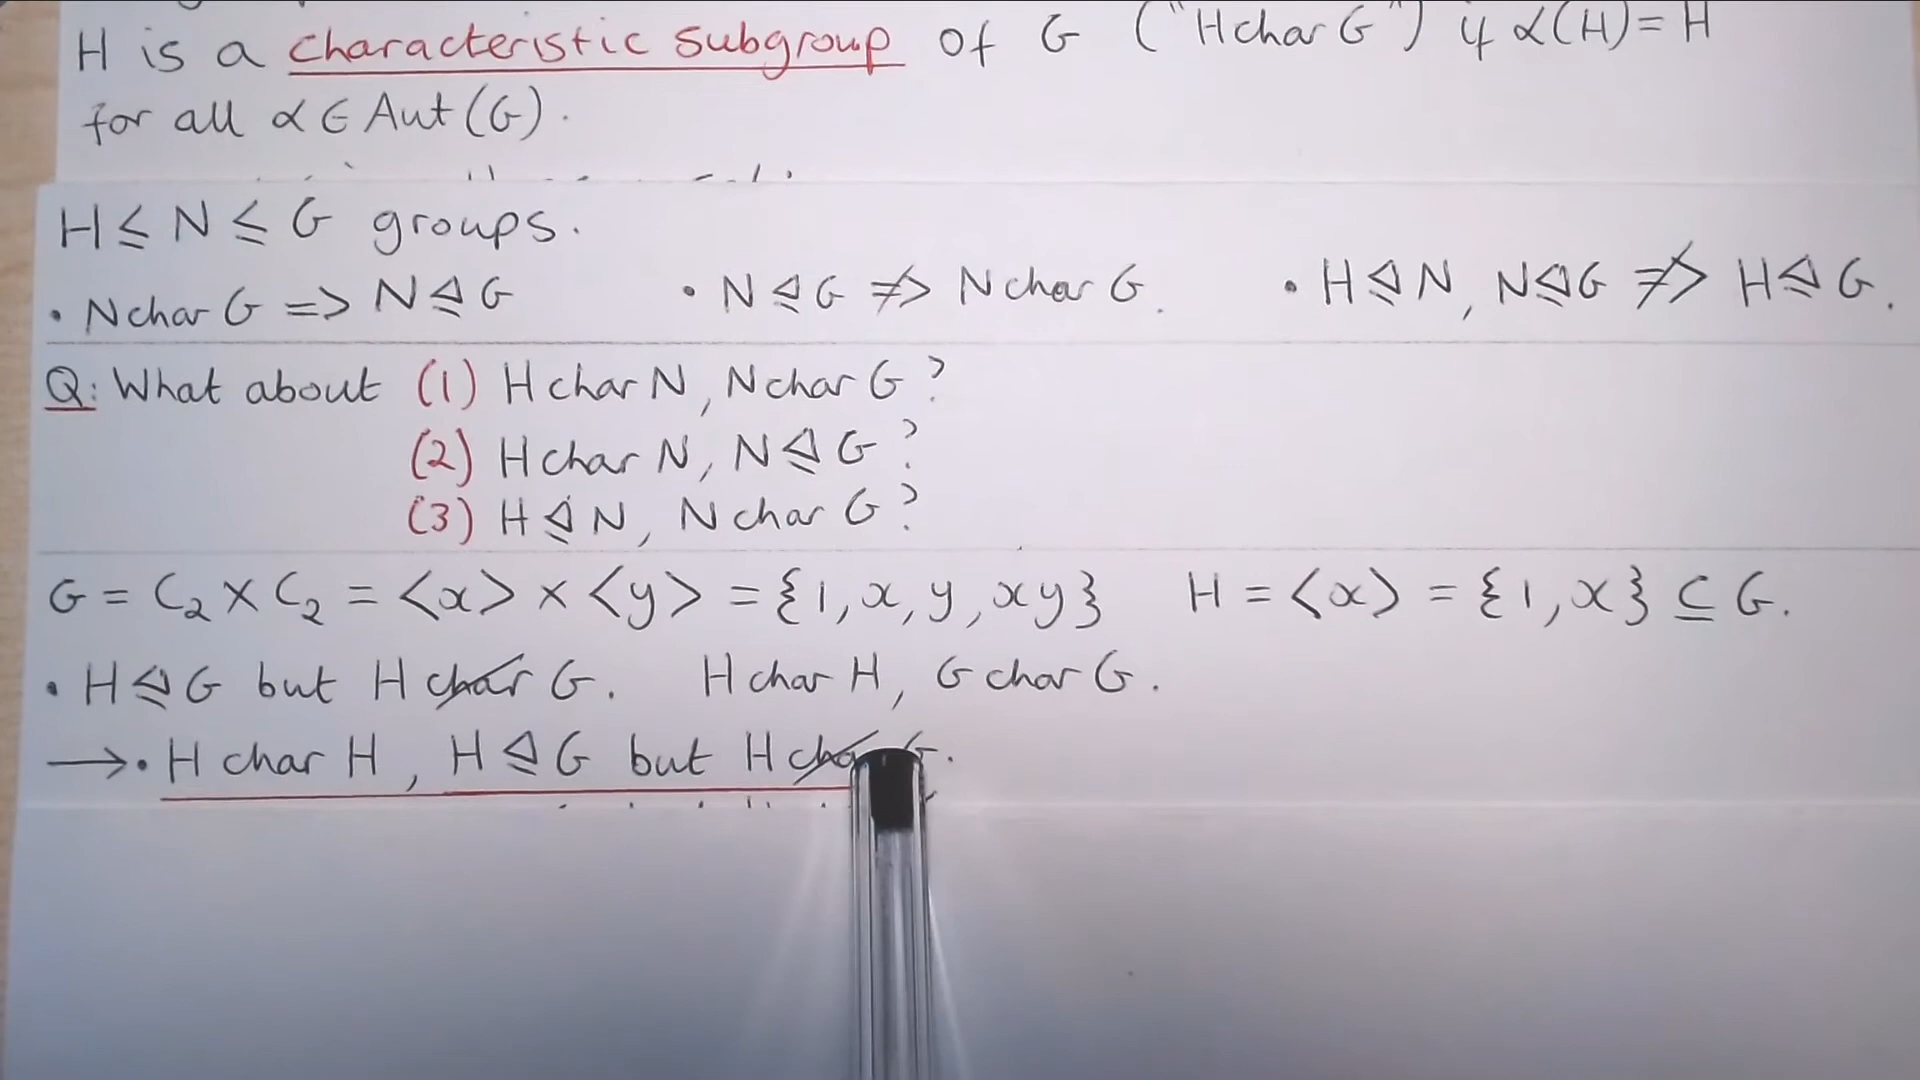 H is a characteristic subgroup of G ("H char G") if α(H) = H
for all α ∈ Aut(G).
H ≤ N ≤ G groups.
• N char G => N ⊴ G • N ⊴ G ≠> N char G. • H ⊴ N, N ⊴ G ≠> H ⊴ G.
Q: What about (1) H char N, N char G?
(2) H char N, N ⊴ G?
(3) H ⊴ N, N char G?
G = C₂ × C₂ = <x> × <y> = {1, x, y, xy} H = <x> = {1, x} ⊆ G.
• H ⊴ G but H c̶h̶a̶r̶ G. H char H, G char G.
→• H char H, H ⊴ G but H c̶h̶a̶